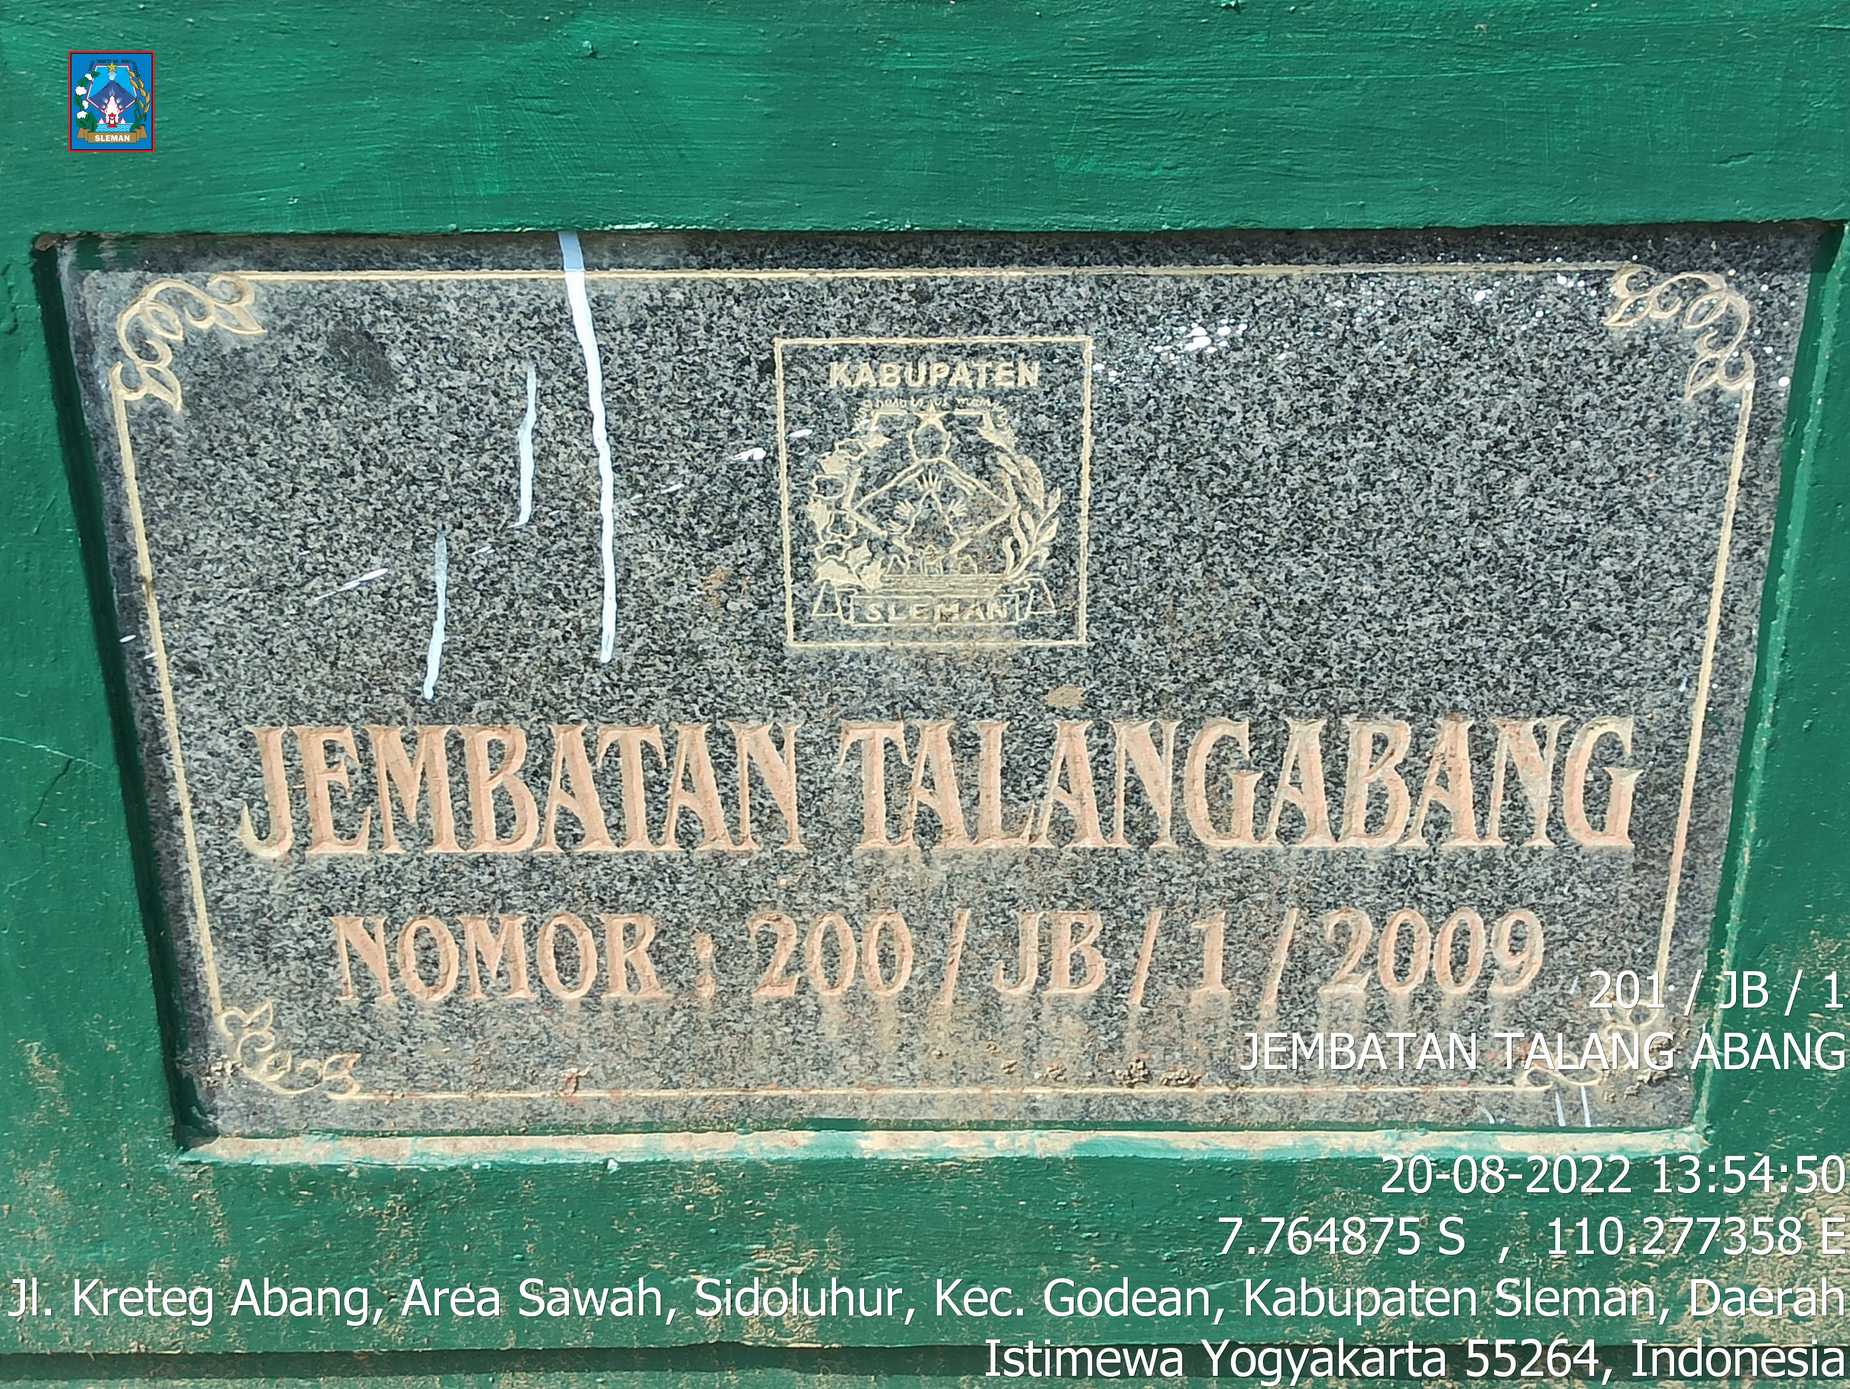 SLEMAN
KABUPATEN
SLEMAN
JEMBATAN TALANGABANG
NOMOR : 200 / JB / 1 / 2009
201 / JB / 1
JEMBATAN TALANG ABANG
20-08-2022 13:54:50
7.764875 S , 110.277358 E
Jl. Kreteg Abang, Area Sawah, Sidoluhur, Kec. Godean, Kabupaten Sleman, Daerah
Istimewa Yogyakarta 55264, Indonesia